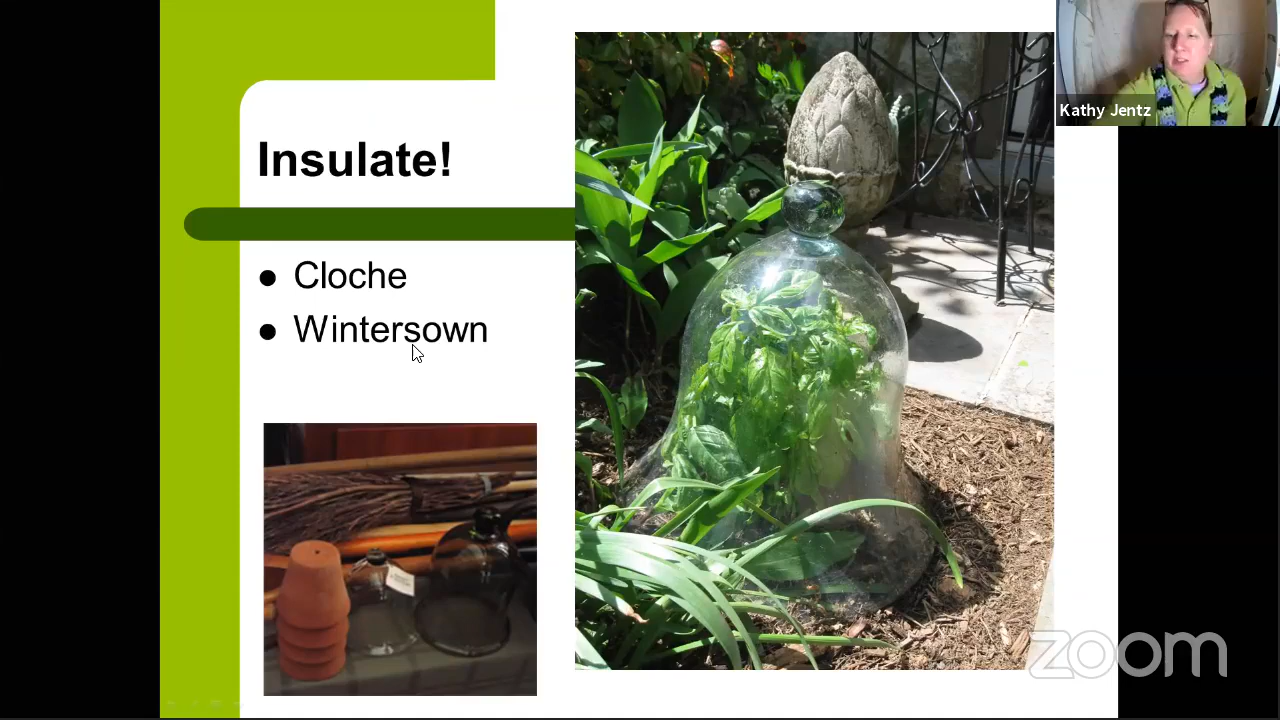 Insulate!
● Cloche
● Wintersown
Kathy Jentz
zoom